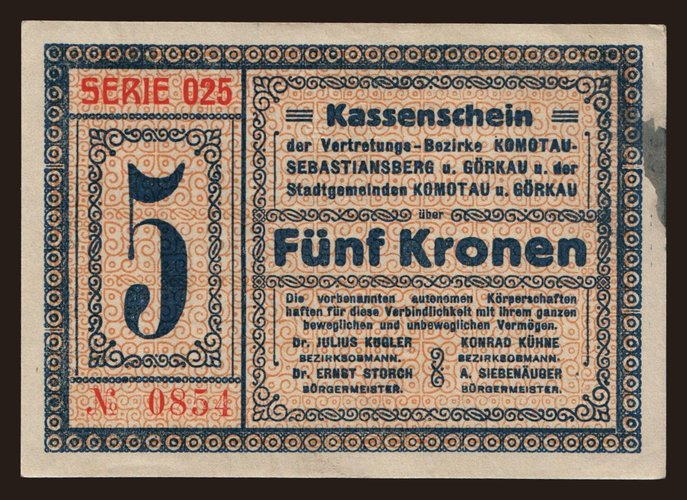 SERIE 025
5
№ 0854
Kassenschein
der Vertretungs-Bezirke KOMOTAU-
SEBASTIANSBERG u. GÖRKAU u. der
Stadtgemeinden KOMOTAU u. GÖRKAU
über
Fünf Kronen
Die vorbenannten autonomen Körperschaften
haften für diese Verbindlichkeit mit ihrem ganzen
beweglichen und unbeweglichen Vermögen.
Dr. JULIUS KUGLER
BEZIRKSOBMANN.
Dr. ERNST STORCH
BÜRGERMEISTER.
KONRAD KÜHNE
BEZIRKSOBMANN.
A. SIEBENÄUGER
BÜRGERMEISTER.